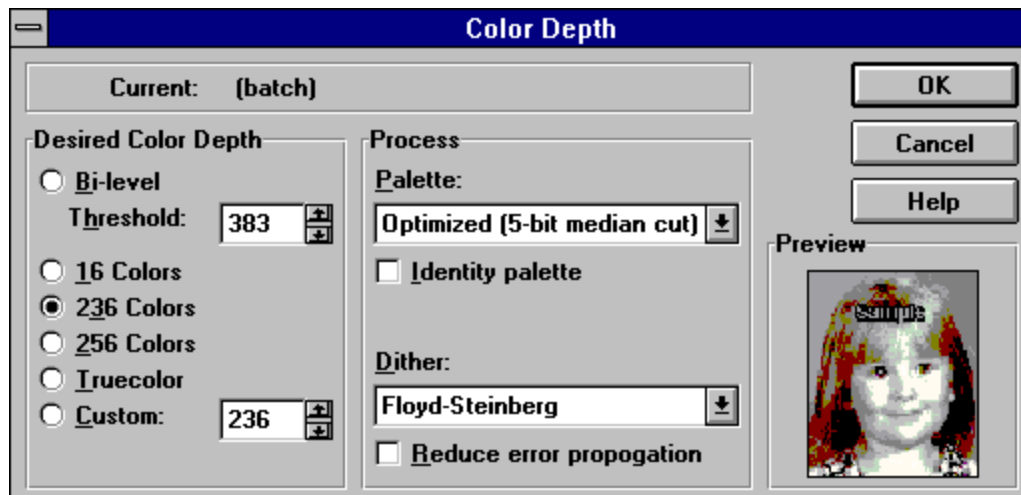 Color Depth
Current: (batch)
OK
Cancel
Help
Desired Color Depth
Bi-level
Threshold: 383
16 Colors
236 Colors
256 Colors
Truecolor
Custom: 236
Process
Palette:
Optimized (5-bit median cut)
Identity palette
Dither:
Floyd-Steinberg
Reduce error propogation
Preview
sample